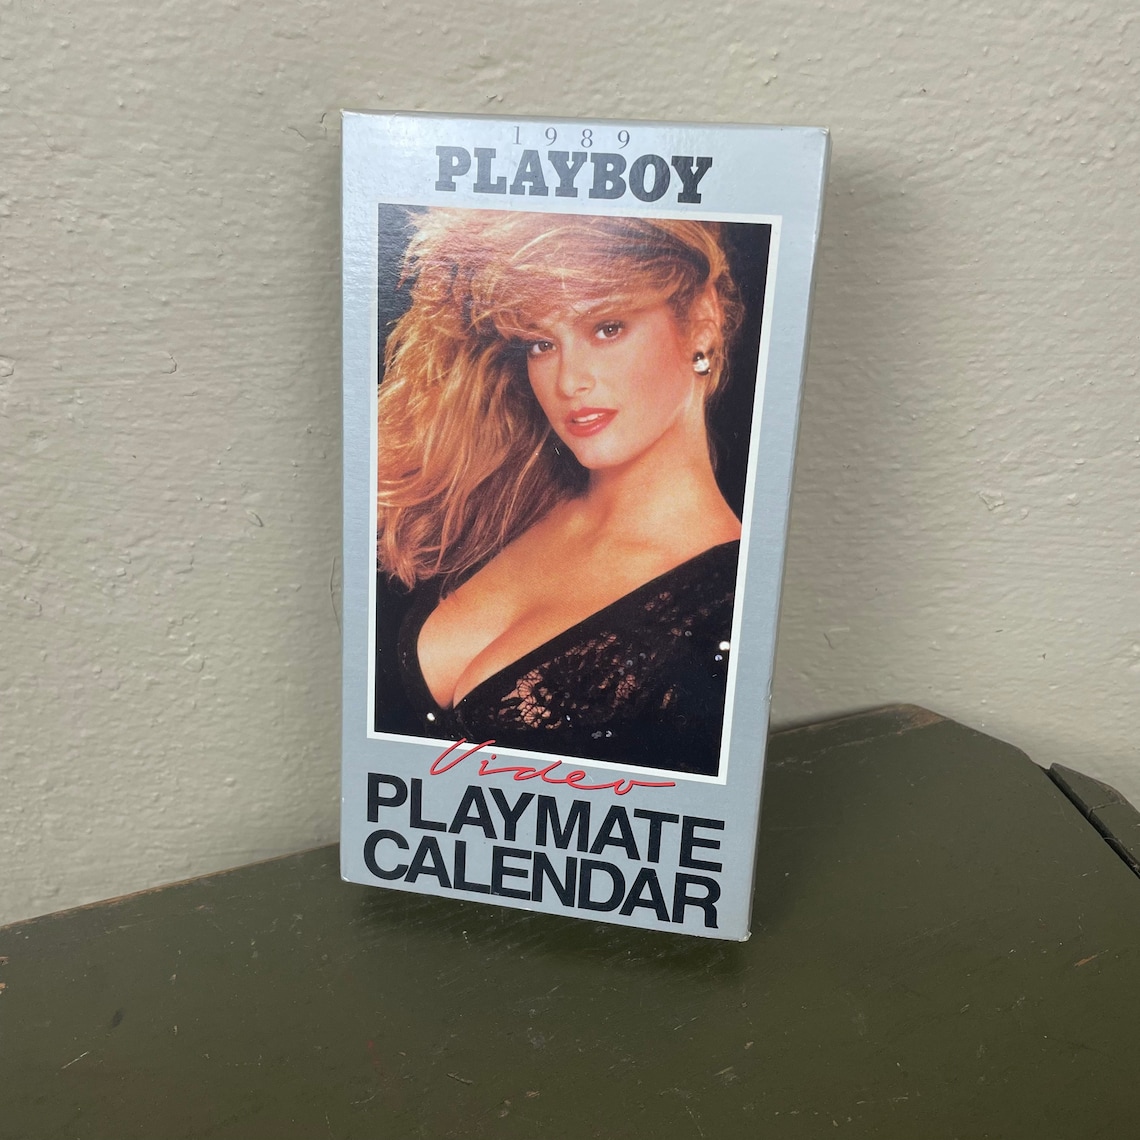 1989
PLAYBOY
Video
PLAYMATE
CALENDAR